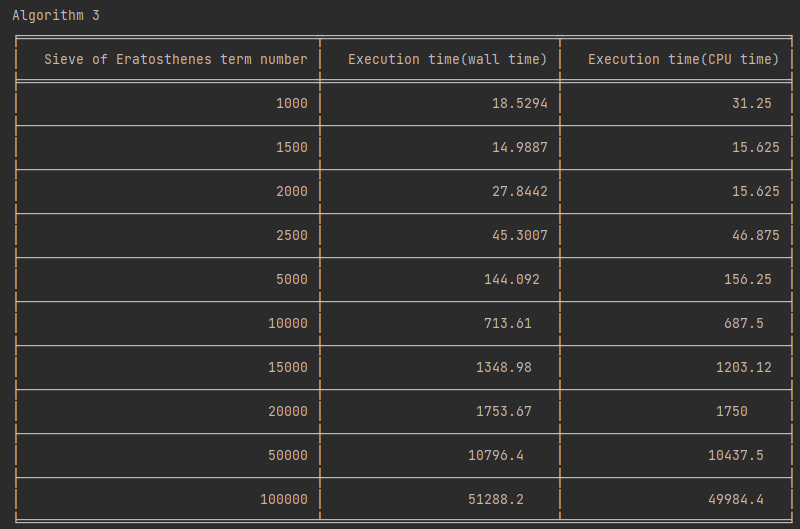 Algorithm 3
Sieve of Eratosthenes term number Execution time(wall time) Execution time(CPU time)
1000 18.5294 31.25
1500 14.9887 15.625
2000 27.8442 15.625
2500 45.3007 46.875
5000 144.092 156.25
10000 713.61 687.5
15000 1348.98 1203.12
20000 1753.67 1750
50000 10796.4 10437.5
100000 51288.2 49984.4